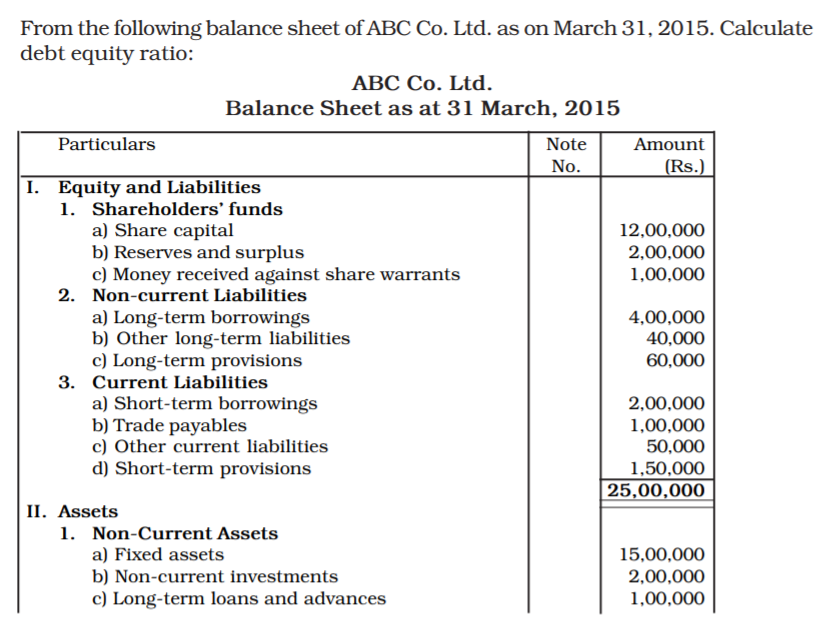 From the following balance sheet of ABC Co. Ltd. as on March 31, 2015. Calculate
debt equity ratio:
ABC Co. Ltd.
Balance Sheet as at 31 March, 2015
Particulars Note Amount
No. (Rs.)
I. Equity and Liabilities
1. Shareholders' funds
a) Share capital 12,00,000
b) Reserves and surplus 2,00,000
c) Money received against share warrants 1,00,000
2. Non-current Liabilities
a) Long-term borrowings 4,00,000
b) Other long-term liabilities 40,000
c) Long-term provisions 60,000
3. Current Liabilities
a) Short-term borrowings 2,00,000
b) Trade payables 1,00,000
c) Other current liabilities 50,000
d) Short-term provisions 1,50,000
25,00,000
II. Assets
1. Non-Current Assets
a) Fixed assets 15,00,000
b) Non-current investments 2,00,000
c) Long-term loans and advances 1,00,000